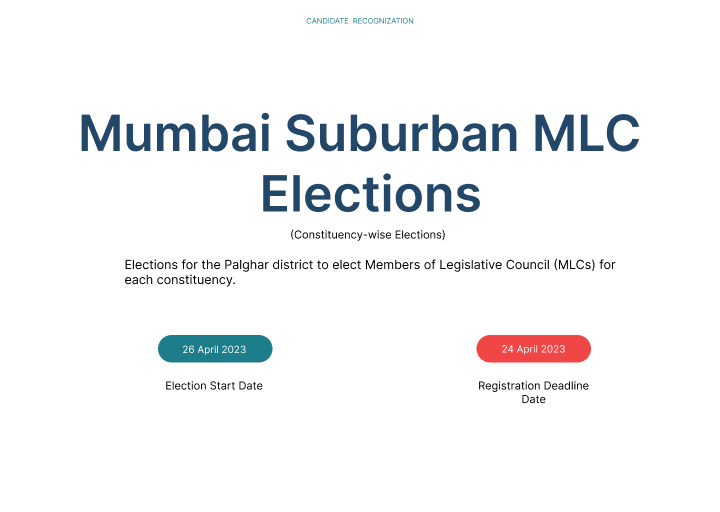 CANDIDATE RECOGNIZATION
Mumbai Suburban MLC
Elections
(Constituency-wise Elections)
Elections for the Palghar district to elect Members of Legislative Council (MLCs) for
each constituency.
26 April 2023
24 April 2023
Election Start Date
Registration Deadline
Date